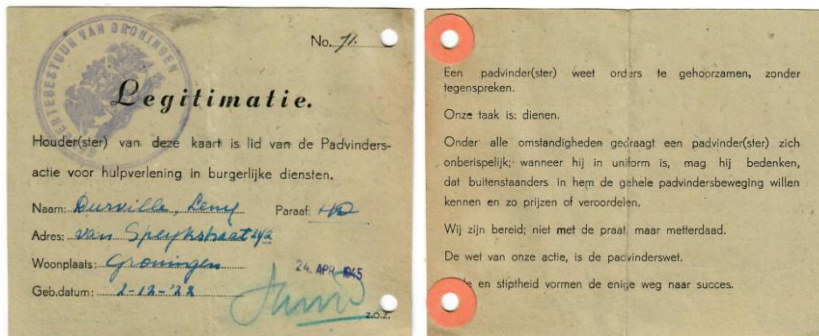 GEMEENTEBESTUUR VAN GRONINGEN
No. 71.
Legitimatie.
Houder(ster) van deze kaart is lid van de Padvinders-
actie voor hulpverlening in burgerlijke diensten.
Naam: Durville, Leny Paraaf:
Adres: van Speykstraat
Woonplaats: Groningen
24. APR 1945
Geb.datum: 2-12-'22
z.o.z.
Een padvinder(ster) weet orders te gehoorzamen, zonder
tegenspreken.
Onze taak is: dienen.
Onder alle omstandigheden gedraagt een padvinder(ster) zich
onberispelijk; wanneer hij in uniform is, mag hij bedenken,
dat buitenstaanders in hem de gehele padvindersbeweging willen
kennen en zo prijzen of veroordelen.
Wij zijn bereid; niet met de praat maar metterdaad.
De wet van onze actie, is de padvinderswet.
en stiptheid vormen de enige weg naar succes.